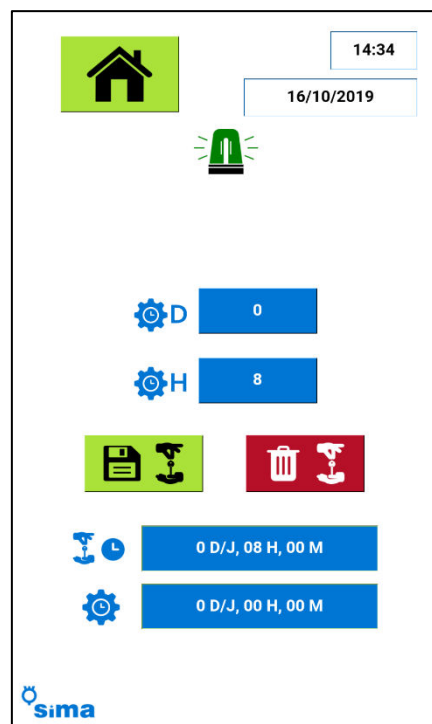 14:34
16/10/2019
D 0
H 8
0 D/J, 08 H, 00 M
0 D/J, 00 H, 00 M
sima